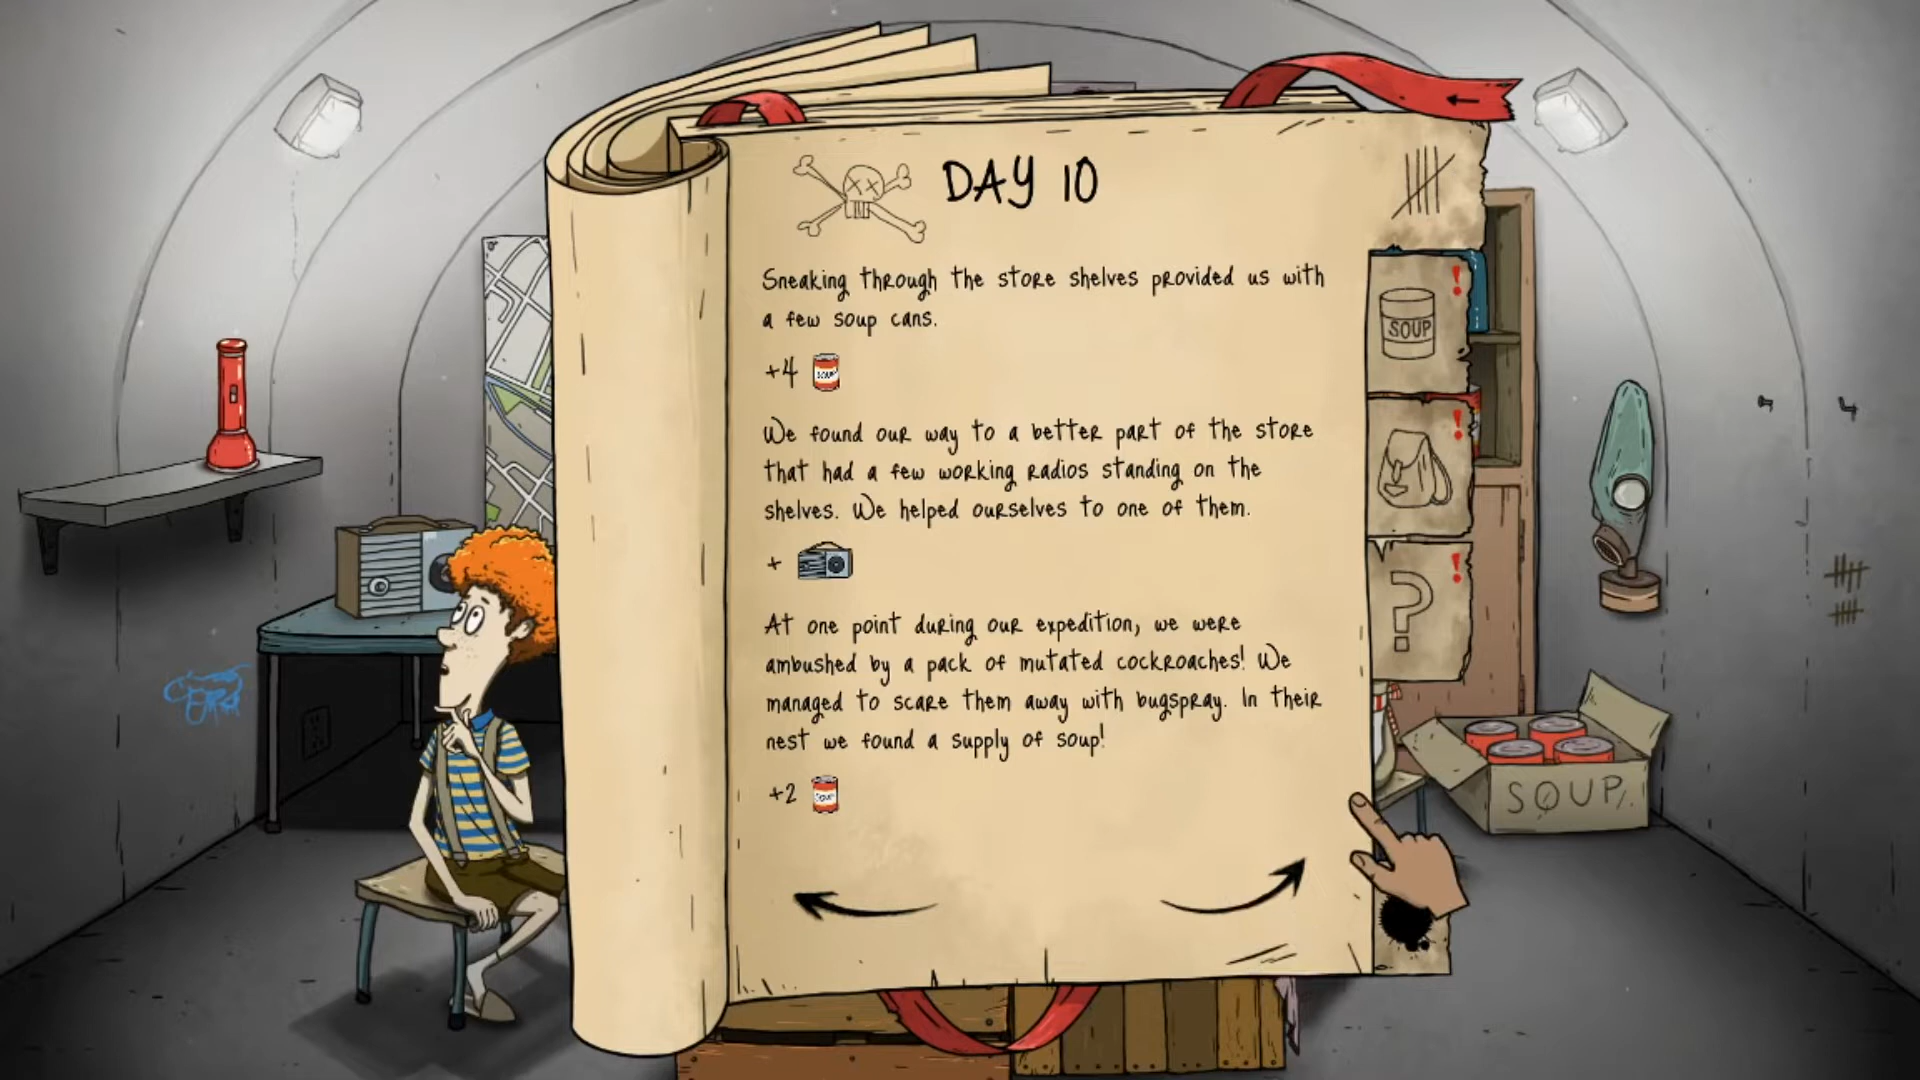 DAY 10
Sneaking through the store shelves provided us with
a few soup cans.
+4 SOUP
We found our way to a better part of the store
that had a few working radios standing on the
shelves. We helped ourselves to one of them.
+
At one point during our expedition, we were
ambushed by a pack of mutated cockroaches! We
managed to scare them away with bugspray. In their
nest we found a supply of soup!
+2 SOUP
!
SOUP
!
!
?
SOUP